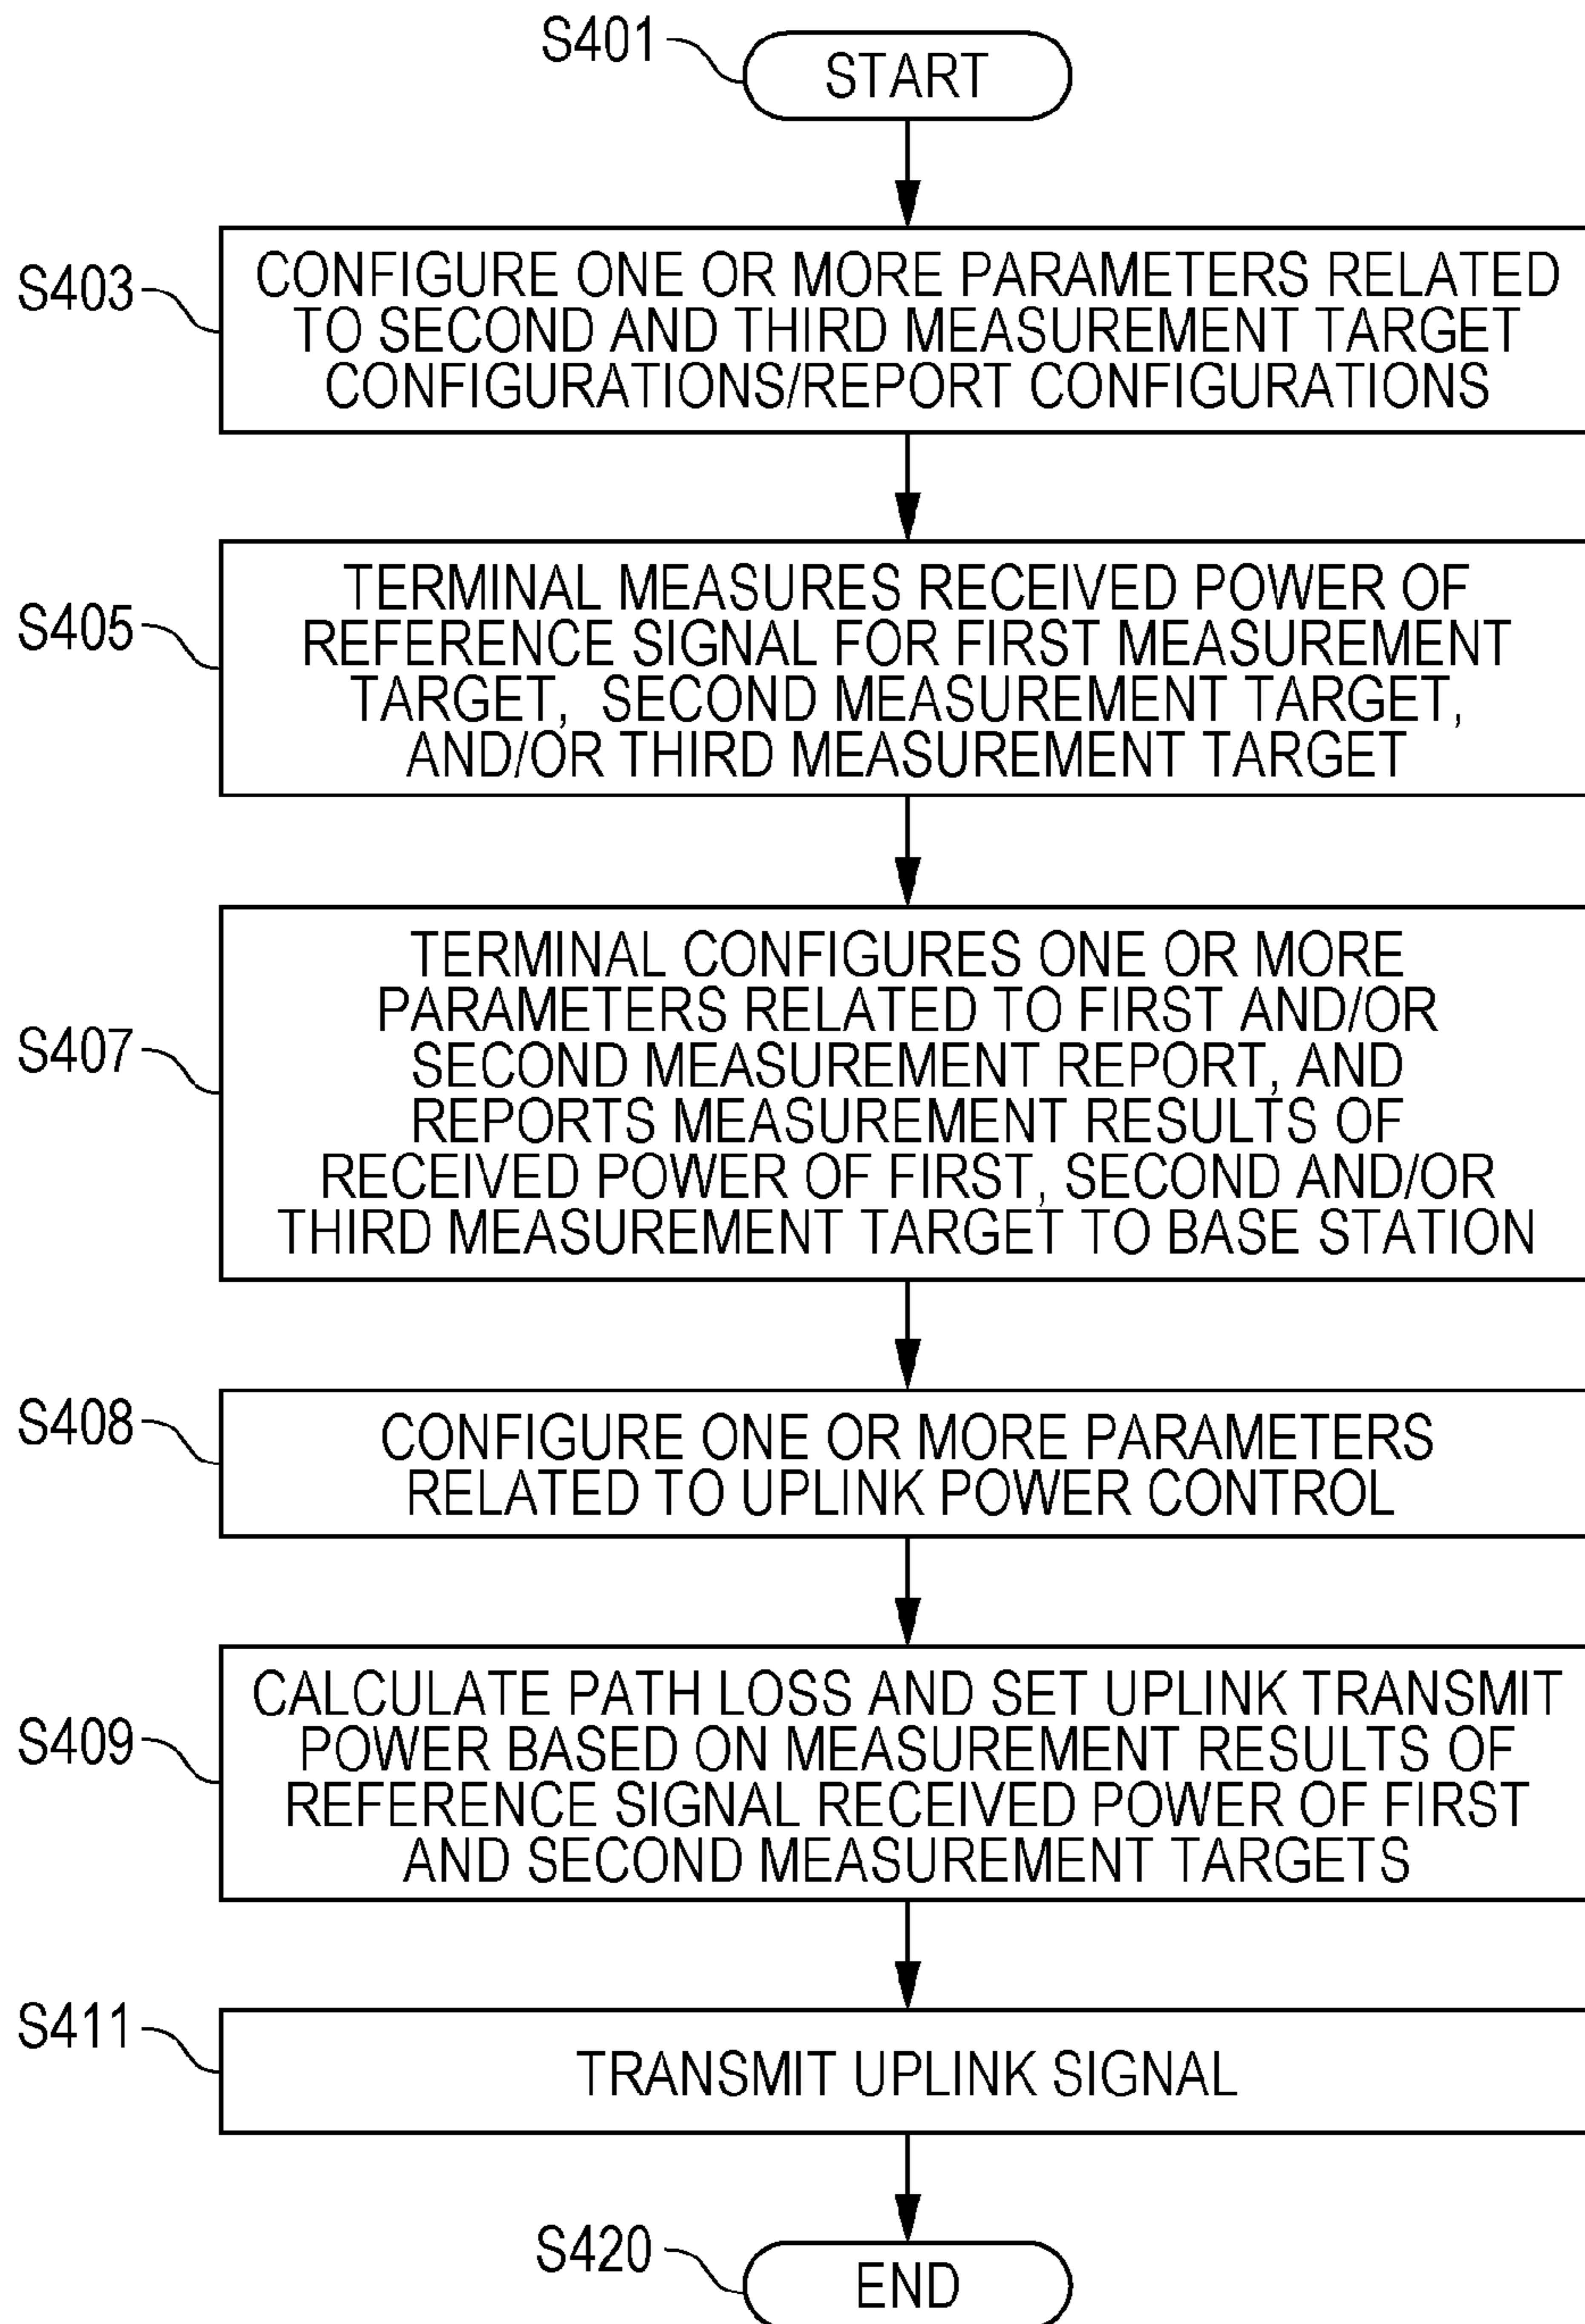 S401
START
S403
CONFIGURE ONE OR MORE PARAMETERS RELATED
TO SECOND AND THIRD MEASUREMENT TARGET
CONFIGURATIONS/REPORT CONFIGURATIONS
S405
TERMINAL MEASURES RECEIVED POWER OF
REFERENCE SIGNAL FOR FIRST MEASUREMENT
TARGET, SECOND MEASUREMENT TARGET,
AND/OR THIRD MEASUREMENT TARGET
S407
TERMINAL CONFIGURES ONE OR MORE
PARAMETERS RELATED TO FIRST AND/OR
SECOND MEASUREMENT REPORT, AND
REPORTS MEASUREMENT RESULTS OF
RECEIVED POWER OF FIRST, SECOND AND/OR
THIRD MEASUREMENT TARGET TO BASE STATION
S408
CONFIGURE ONE OR MORE PARAMETERS
RELATED TO UPLINK POWER CONTROL
S409
CALCULATE PATH LOSS AND SET UPLINK TRANSMIT
POWER BASED ON MEASUREMENT RESULTS OF
REFERENCE SIGNAL RECEIVED POWER OF FIRST
AND SECOND MEASUREMENT TARGETS
S411
TRANSMIT UPLINK SIGNAL
S420
END